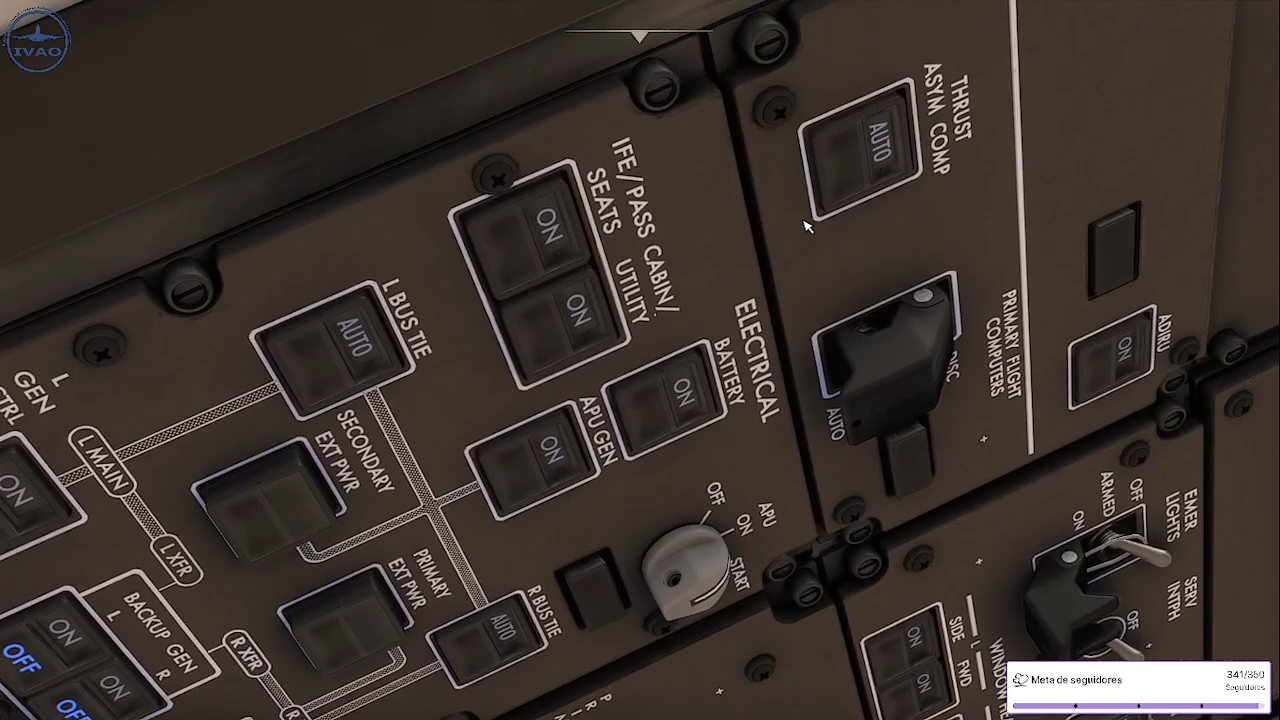 IVAO
THRUST
ASYM COMP
AUTO
IFE/PASS
SEATS
ON
CABIN/
UTILITY
ON
L BUS TIE
AUTO
ELECTRICAL
BATTERY
ON
APU GEN
ON
PRIMARY FLIGHT
COMPUTERS
DISC
AUTO
ADIRU
ON
L
GEN
CTRL
ON
L MAIN
SECONDARY
EXT PWR
L XFR
PRIMARY
EXT PWR
APU
OFF
ON
START
R BUS TIE
AUTO
BACKUP GEN
L
R
ON
OFF
ON
OFF
R XFR
R
EMER
LIGHTS
OFF
ARMED
ON
SERV
INTPH
OFF
SIDE
L
FWD
ON
ON
Meta de seguidores
341/350
Seguidores